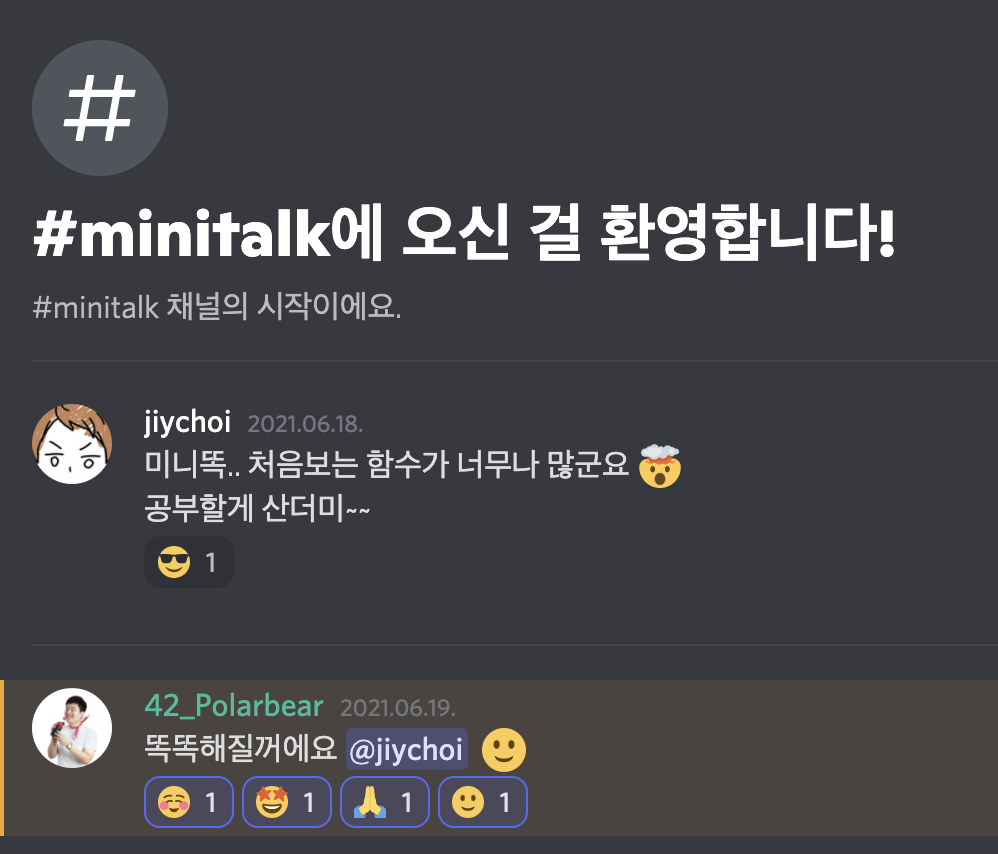 #
#minitalk에 오신 걸 환영합니다!
#minitalk 채널의 시작이에요.
jiychoi 2021.06.18.
미니똑.. 처음보는 함수가 너무나 많군요 🤯
공부할게 산더미~~
😎 1
42_Polarbear 2021.06.19.
똑똑해질꺼에요 @jiychoi 🙂
☺️ 1 🤩 1 🙏 1 🙂 1